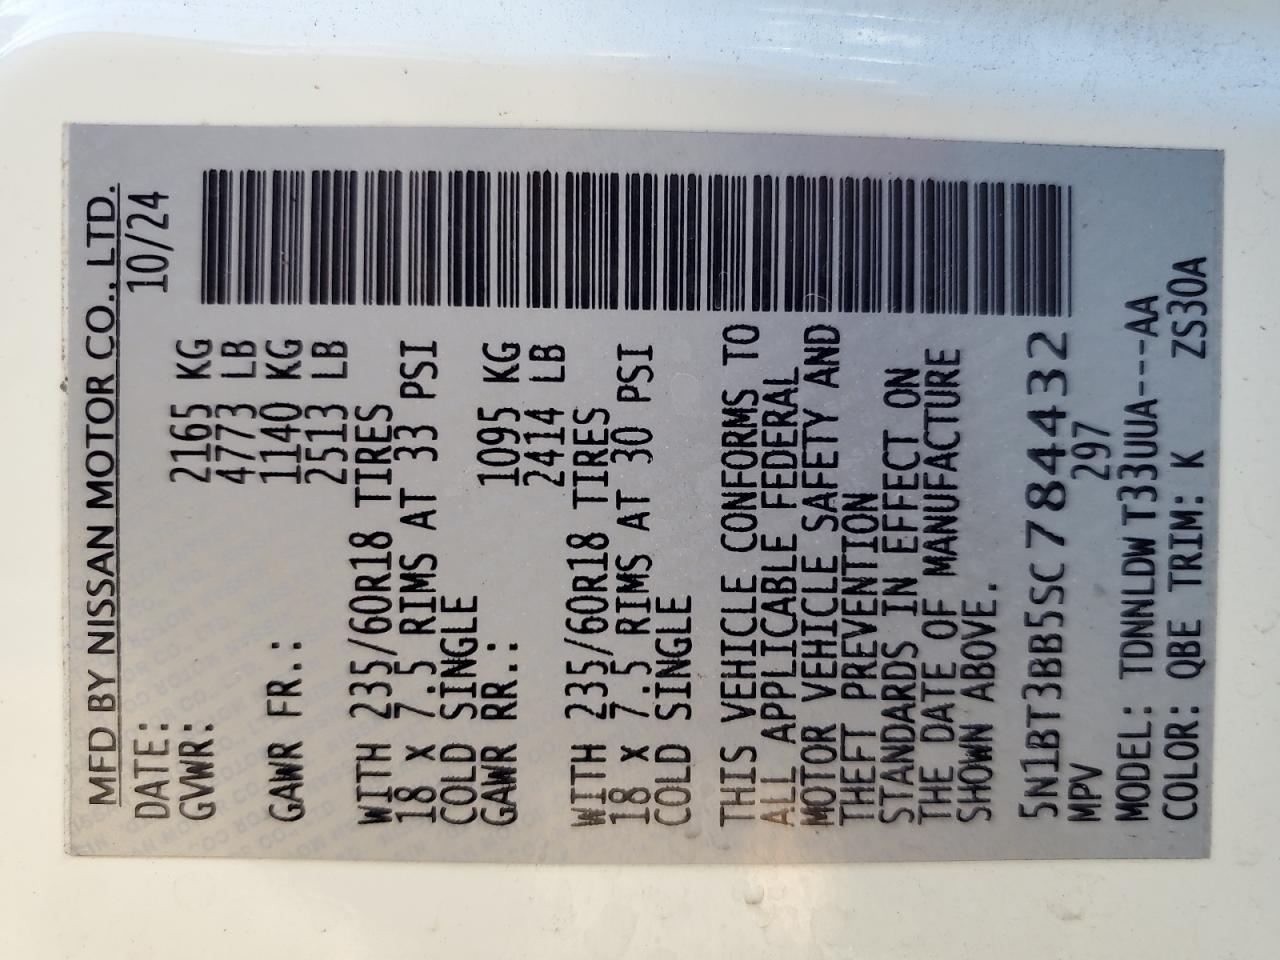 MFD BY NISSAN MOTOR CO., LTD.
DATE: 10/24
GVWR: 2165 KG
4773 LB
GAWR FR.: 1140 KG
2513 LB
WITH 235/60R18 TIRES
18 x 7.5 RIMS AT 33 PSI
COLD SINGLE
GAWR RR.: 1095 KG
2414 LB
WITH 235/60R18 TIRES
18 x 7.5 RIMS AT 30 PSI
COLD SINGLE
THIS VEHICLE CONFORMS TO
ALL APPLICABLE FEDERAL
MOTOR VEHICLE SAFETY AND
THEFT PREVENTION
STANDARDS IN EFFECT ON
THE DATE OF MANUFACTURE
SHOWN ABOVE.
5N1BT3BB5SC784432
MPV 297
MODEL: TDNNLDW T33UUA---AA
COLOR: QBE TRIM: K ZS30A